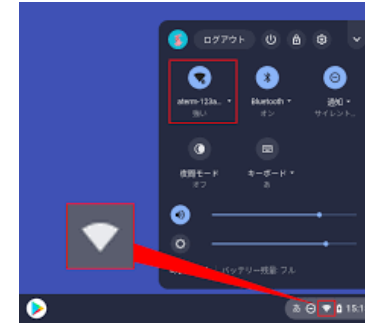 ログアウト
aterm-123a...
強い
Bluetooth
オン
通知
サイレント...
夜間モード
オフ
キーボード
あ
バッテリー残量: フル
あ
15:1